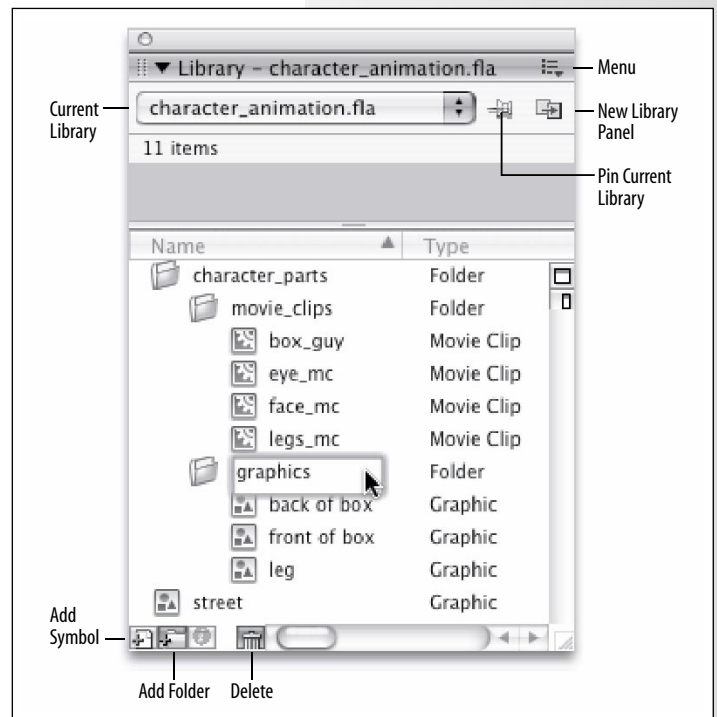 Library – character_animation.fla
Menu
Current Library
character_animation.fla
New Library Panel
11 items
Pin Current Library
Name Type
character_parts Folder
movie_clips Folder
box_guy Movie Clip
eye_mc Movie Clip
face_mc Movie Clip
legs_mc Movie Clip
graphics Folder
back of box Graphic
front of box Graphic
leg Graphic
street Graphic
Add Symbol
Add Folder Delete